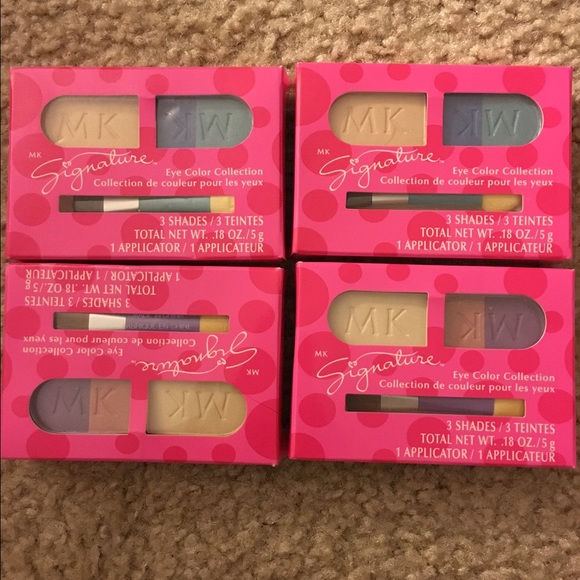 MK MK
MK
Signature™
Eye Color Collection
Collection de couleur pour les yeux
3 SHADES / 3 TEINTES
TOTAL NET WT. .18 OZ./5 g
1 APPLICATOR / 1 APPLICATEUR
MK MK
MK
Signature™
Eye Color Collection
Collection de couleur pour les yeux
3 SHADES / 3 TEINTES
TOTAL NET WT. .18 OZ./5 g
1 APPLICATOR / 1 APPLICATEUR
MK MK
MK
Signature™
Eye Color Collection
Collection de couleur pour les yeux
3 SHADES / 3 TEINTES
TOTAL NET WT. .18 OZ./5 g
1 APPLICATOR / 1 APPLICATEUR
MK MK
MK
Signature™
Eye Color Collection
Collection de couleur pour les yeux
3 SHADES / 3 TEINTES
TOTAL NET WT. .18 OZ./5 g
1 APPLICATOR / 1 APPLICATEUR